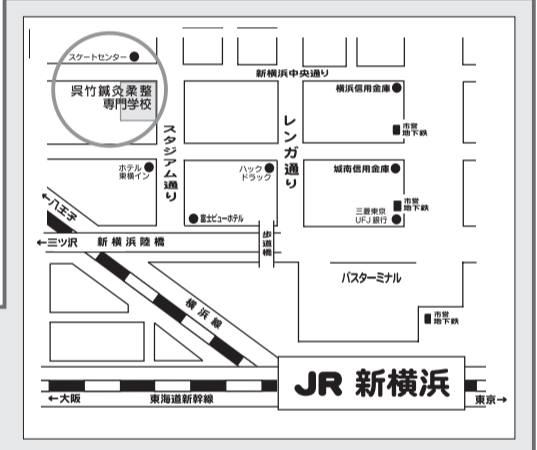 スケートセンター
新横浜中央通り
呉竹鍼灸柔整
専門学校
横浜信用金庫
市営
地下鉄
スタジアム通り
レンガ通り
ホテル
東横イン
ハック
ドラック
城南信用金庫
←八王子
富士ビューホテル
三菱東京
UFJ銀行
市営
地下鉄
←三ツ沢 新横浜陸橋
歩道橋
バスターミナル
横浜線
市営
地下鉄
JR 新横浜
←大阪 東海道新幹線
東京→